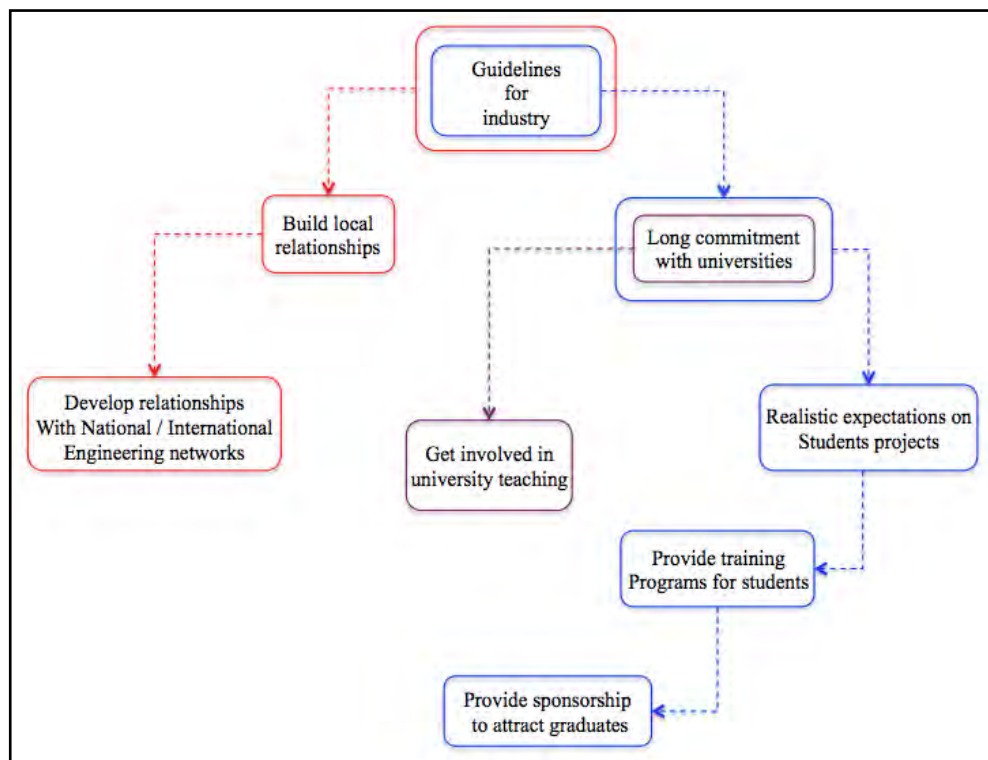 Guidelines
for
industry
Build local
relationships
Long commitment
with universities
Develop relationships
With National / International
Engineering networks
Get involved in
university teaching
Realistic expectations on
Students projects
Provide training
Programs for students
Provide sponsorship
to attract graduates